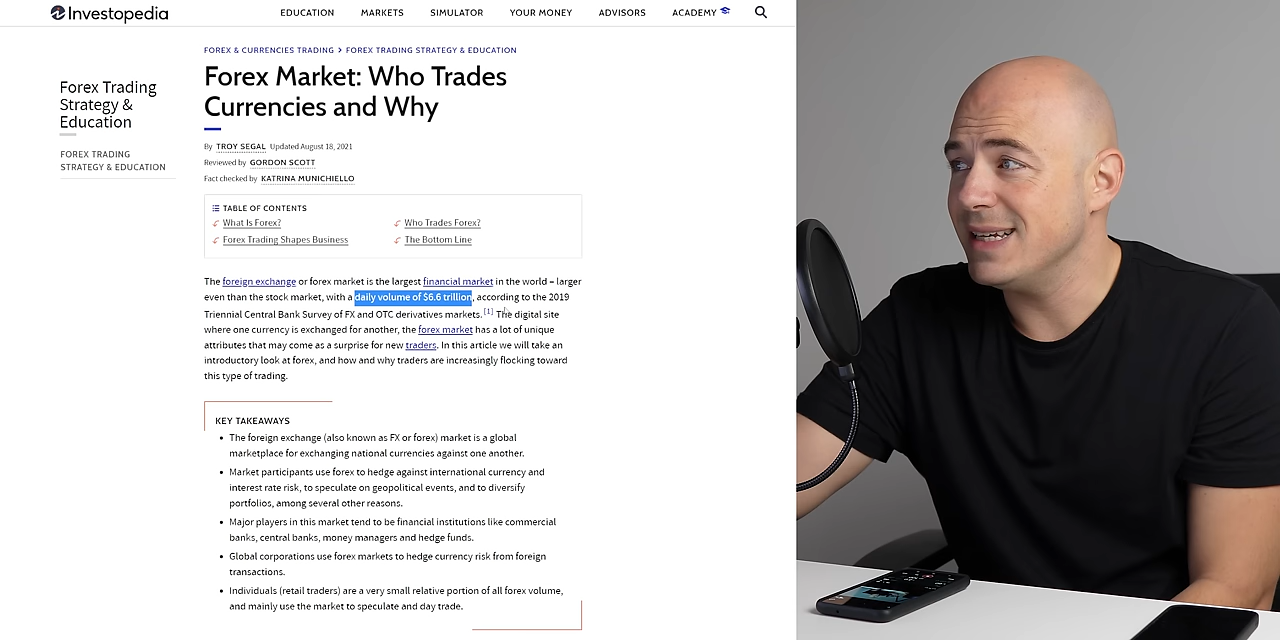 Investopedia
EDUCATION MARKETS SIMULATOR YOUR MONEY ADVISORS ACADEMY
FOREX & CURRENCIES TRADING > FOREX TRADING STRATEGY & EDUCATION
Forex Trading
Strategy &
Education
FOREX TRADING
STRATEGY & EDUCATION
Forex Market: Who Trades
Currencies and Why
By TROY SEGAL Updated August 18, 2021
Reviewed by GORDON SCOTT
Fact checked by KATRINA MUNICHIELLO
TABLE OF CONTENTS
What Is Forex? Who Trades Forex?
Forex Trading Shapes Business The Bottom Line
The foreign exchange or forex market is the largest financial market in the world – larger
even than the stock market, with a daily volume of $6.6 trillion, according to the 2019
Triennial Central Bank Survey of FX and OTC derivatives markets. [1] The digital site
where one currency is exchanged for another, the forex market has a lot of unique
attributes that may come as a surprise for new traders. In this article we will take an
introductory look at forex, and how and why traders are increasingly flocking toward
this type of trading.
KEY TAKEAWAYS
• The foreign exchange (also known as FX or forex) market is a global
marketplace for exchanging national currencies against one another.
• Market participants use forex to hedge against international currency and
interest rate risk, to speculate on geopolitical events, and to diversify
portfolios, among several other reasons.
• Major players in this market tend to be financial institutions like commercial
banks, central banks, money managers and hedge funds.
• Global corporations use forex markets to hedge currency risk from foreign
transactions.
• Individuals (retail traders) are a very small relative portion of all forex volume,
and mainly use the market to speculate and day trade.